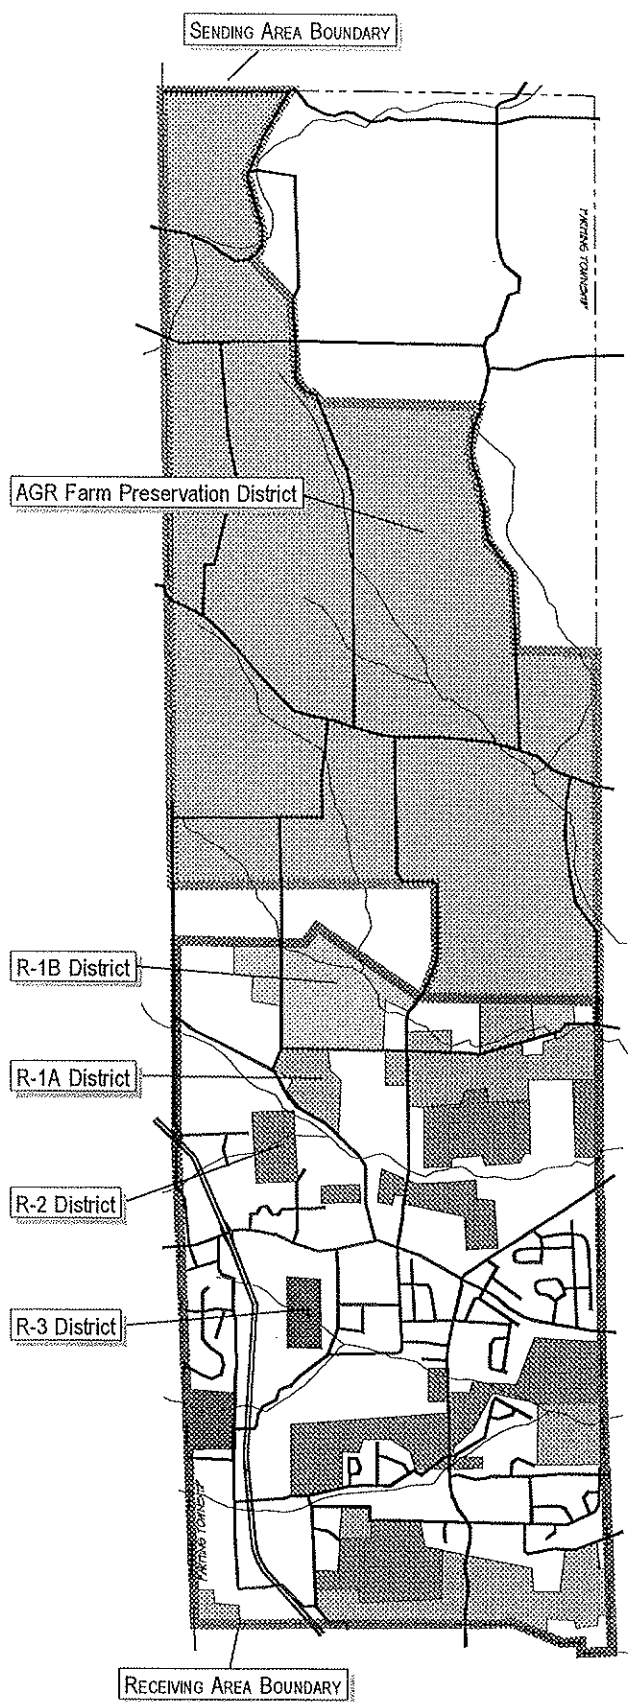 SENDING AREA BOUNDARY
AGR Farm Preservation District
R-1B District
R-1A District
R-2 District
R-3 District
RECEIVING AREA BOUNDARY